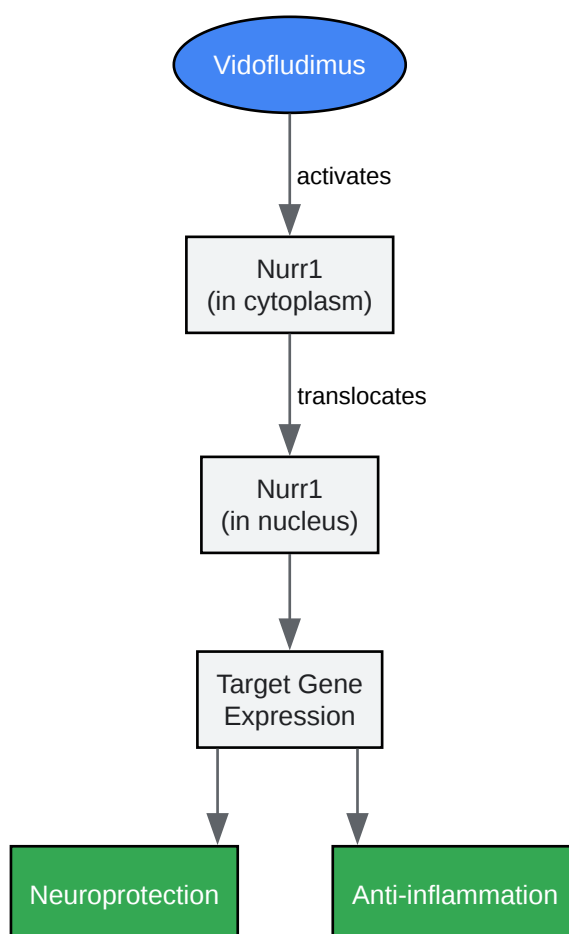 Vidofludimus
activates
Nurr1
(in cytoplasm)
translocates
Nurr1
(in nucleus)
Target Gene
Expression
Neuroprotection
Anti-inflammation